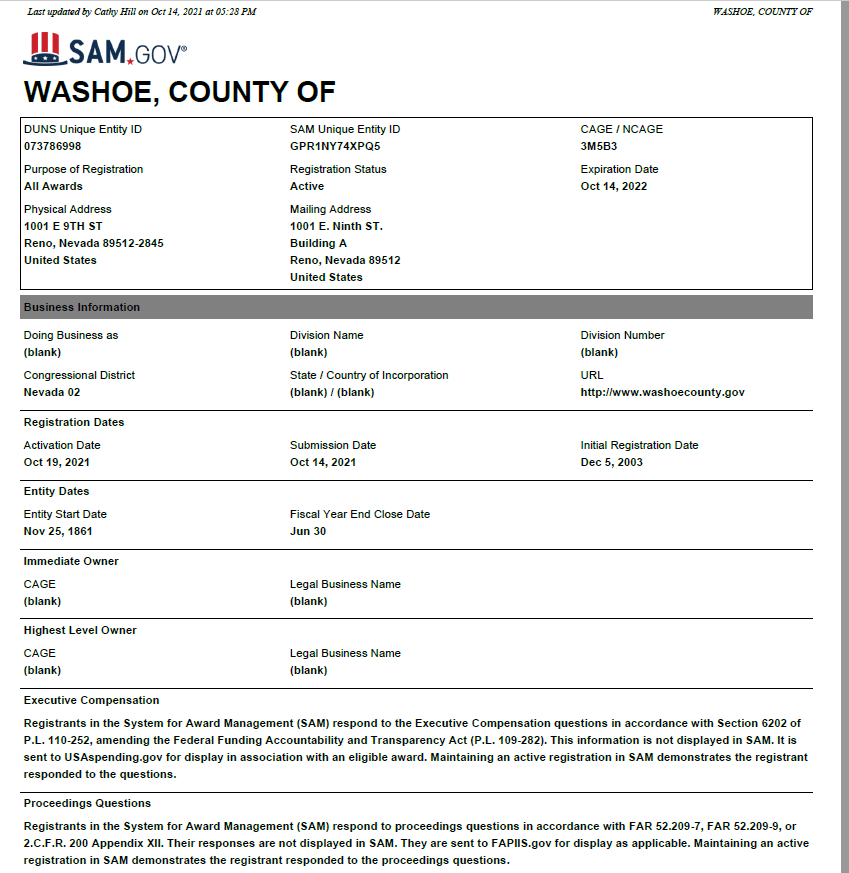 Last updated by Cathy Hill on Oct 14, 2021 at 05:28 PM WASHOE, COUNTY OF
SAM.GOV®
WASHOE, COUNTY OF
DUNS Unique Entity ID SAM Unique Entity ID CAGE / NCAGE
073786998 GPR1NY74XPQ5 3M5B3
Purpose of Registration Registration Status Expiration Date
All Awards Active Oct 14, 2022
Physical Address Mailing Address
1001 E 9TH ST 1001 E. Ninth ST.
Reno, Nevada 89512-2845 Building A
United States Reno, Nevada 89512
United States
Business Information
Doing Business as Division Name Division Number
(blank) (blank) (blank)
Congressional District State / Country of Incorporation URL
Nevada 02 (blank) / (blank) http://www.washoecounty.gov
Registration Dates
Activation Date Submission Date Initial Registration Date
Oct 19, 2021 Oct 14, 2021 Dec 5, 2003
Entity Dates
Entity Start Date Fiscal Year End Close Date
Nov 25, 1861 Jun 30
Immediate Owner
CAGE Legal Business Name
(blank) (blank)
Highest Level Owner
CAGE Legal Business Name
(blank) (blank)
Executive Compensation
Registrants in the System for Award Management (SAM) respond to the Executive Compensation questions in accordance with Section 6202 of
P.L. 110-252, amending the Federal Funding Accountability and Transparency Act (P.L. 109-282). This information is not displayed in SAM. It is
sent to USAspending.gov for display in association with an eligible award. Maintaining an active registration in SAM demonstrates the registrant
responded to the questions.
Proceedings Questions
Registrants in the System for Award Management (SAM) respond to proceedings questions in accordance with FAR 52.209-7, FAR 52.209-9, or
2.C.F.R. 200 Appendix XII. Their responses are not displayed in SAM. They are sent to FAPIIS.gov for display as applicable. Maintaining an active
registration in SAM demonstrates the registrant responded to the proceedings questions.